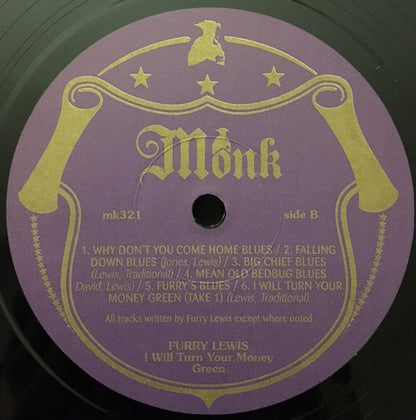 Monk
mk321
side B
1. WHY DON'T YOU COME HOME BLUES / 2. FALLING
DOWN BLUES (Jones, Lewis) / 3. BIG CHIEF BLUES
(Lewis, Traditional) / 4. MEAN OLD BEDBUG BLUES
David, Lewis) / 5. FURRY'S BLUES / 6. I WILL TURN YOUR
MONEY GREEN (TAKE 1) (Lewis, Traditional)
All tracks written by Furry Lewis except where noted
FURRY LEWIS
I Will Turn Your Money
Green